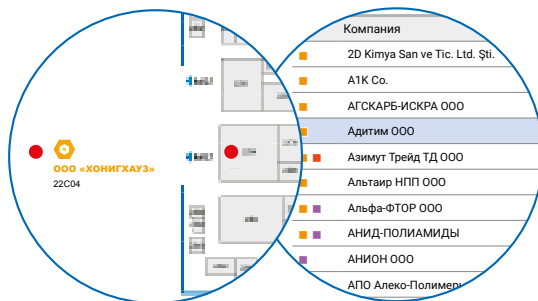 ООО «ХОНИГХАУЗ»
22C04
Компания
2D Kimya San ve Tic. Ltd. Şti.
A1K Co.
АГСКАРБ-ИСКРА ООО
Адитим ООО
Азимут Трейд ТД ООО
Альтаир НПП ООО
Альфа-ФТОР ООО
АНИД-ПОЛИАМИДЫ
АНИОН ООО
АПО Алеко-Полимеры